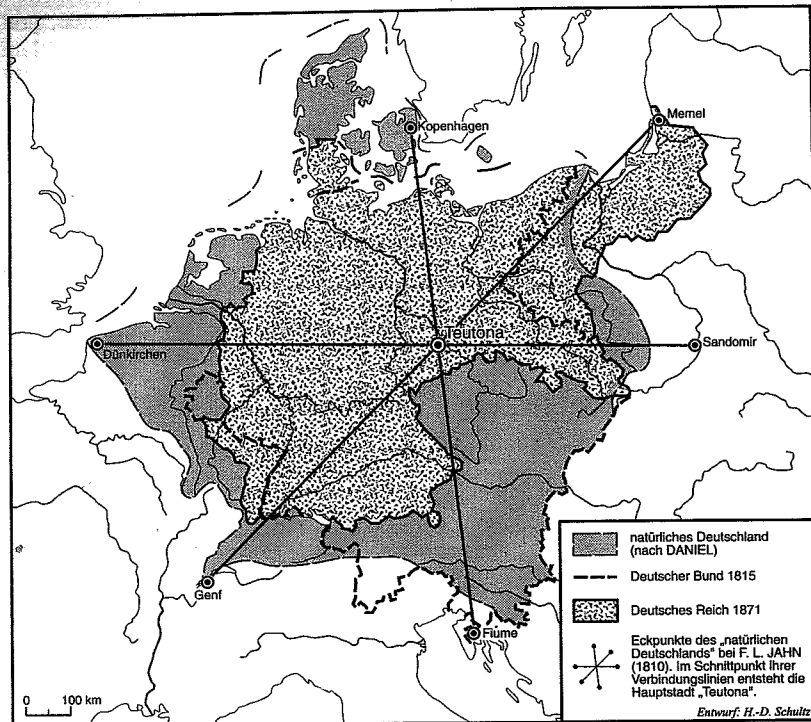 Kopenhagen
Memel
Teutona
Dünkirchen
Sandomir
Genf
Fiume
natürliches Deutschland
(nach DANIEL)
Deutscher Bund 1815
Deutsches Reich 1871
Eckpunkte des „natürlichen
Deutschlands" bei F. L. JAHN
(1810). Im Schnittpunkt ihrer
Verbindungslinien entsteht die
Hauptstadt „Teutona".
0 100 km
Entwurf: H.-D. Schultz